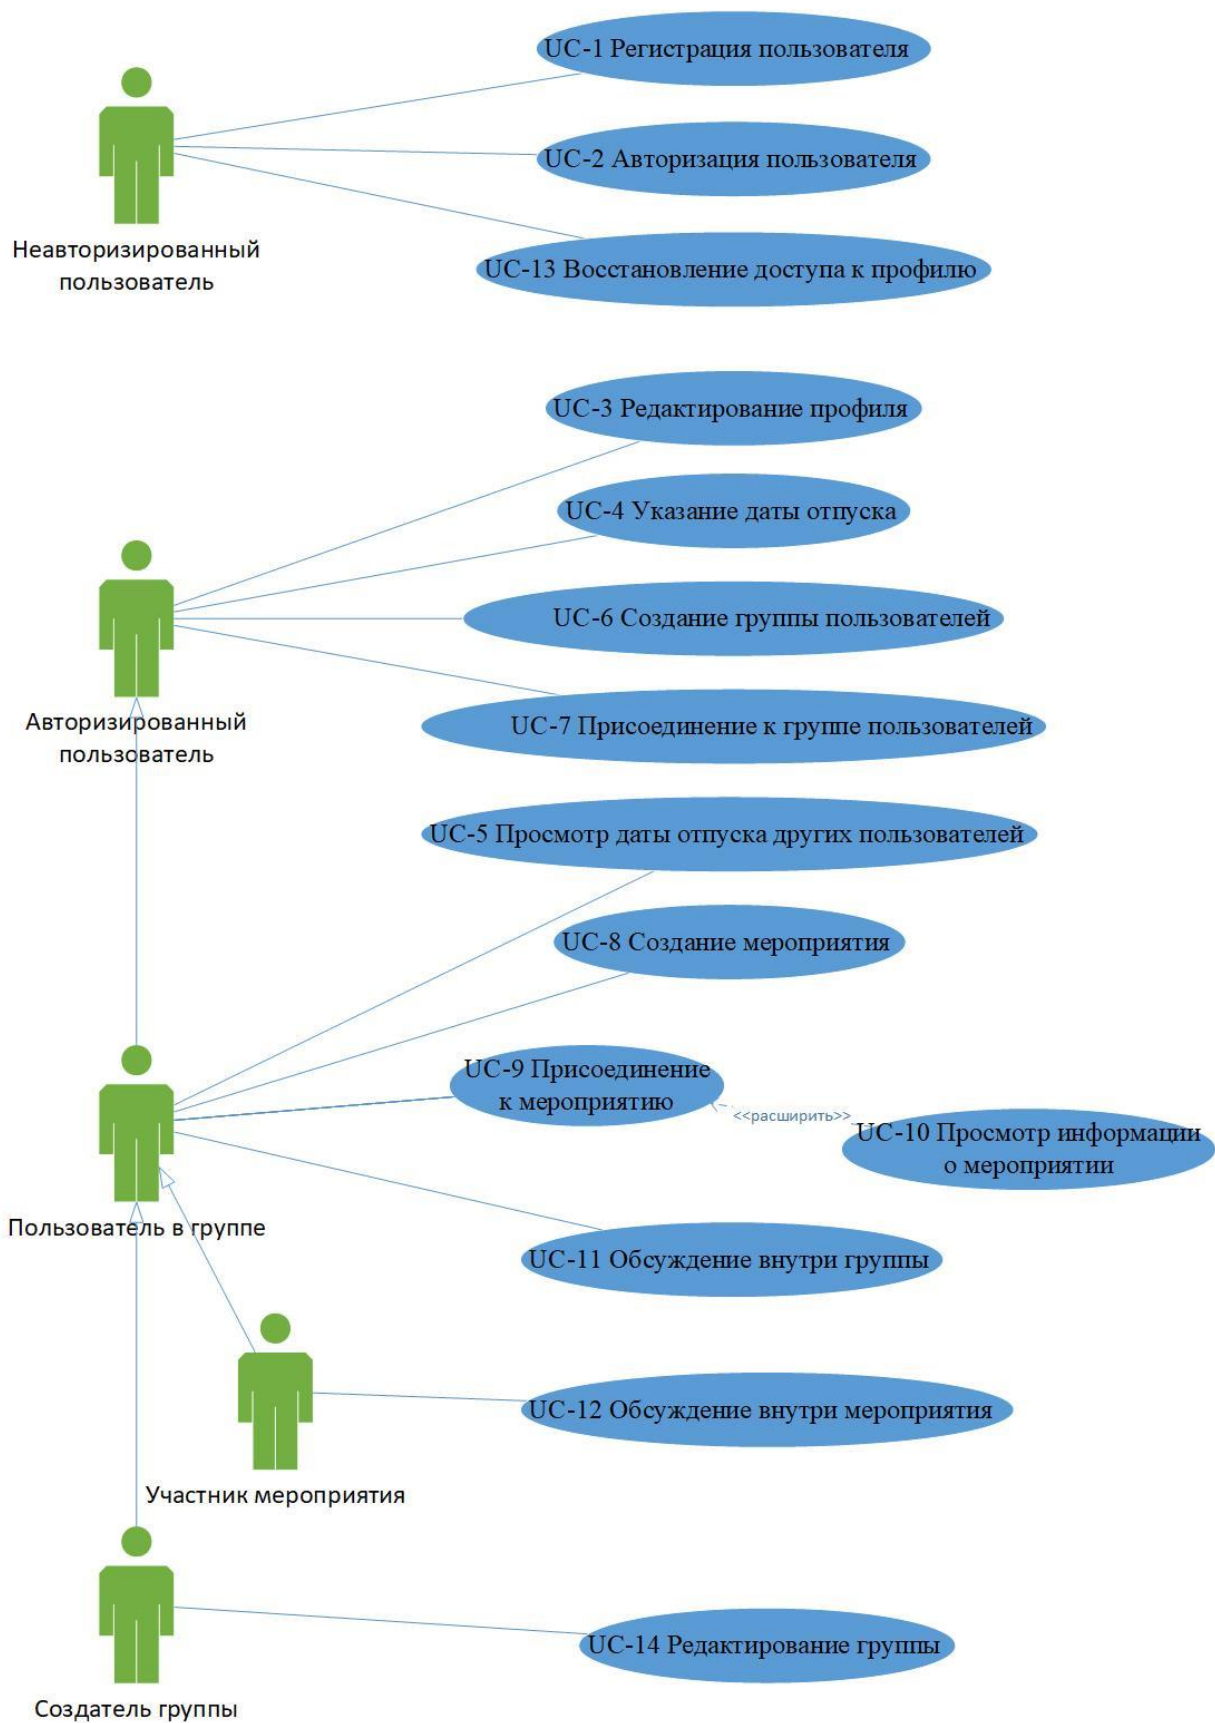 UC-1 Регистрация пользователя
UC-2 Авторизация пользователя
Неавторизированный
пользователь
UC-13 Восстановление доступа к профилю
UC-3 Редактирование профиля
UC-4 Указание даты отпуска
UC-6 Создание группы пользователей
Авторизированный
пользователь
UC-7 Присоединение к группе пользователей
UC-5 Просмотр даты отпуска других пользователей
UC-8 Создание мероприятия
UC-9 Присоединение
к мероприятию
<<расширить>>
UC-10 Просмотр информации
о мероприятии
Пользователь в группе
UC-11 Обсуждение внутри группы
UC-12 Обсуждение внутри мероприятия
Участник мероприятия
UC-14 Редактирование группы
Создатель группы